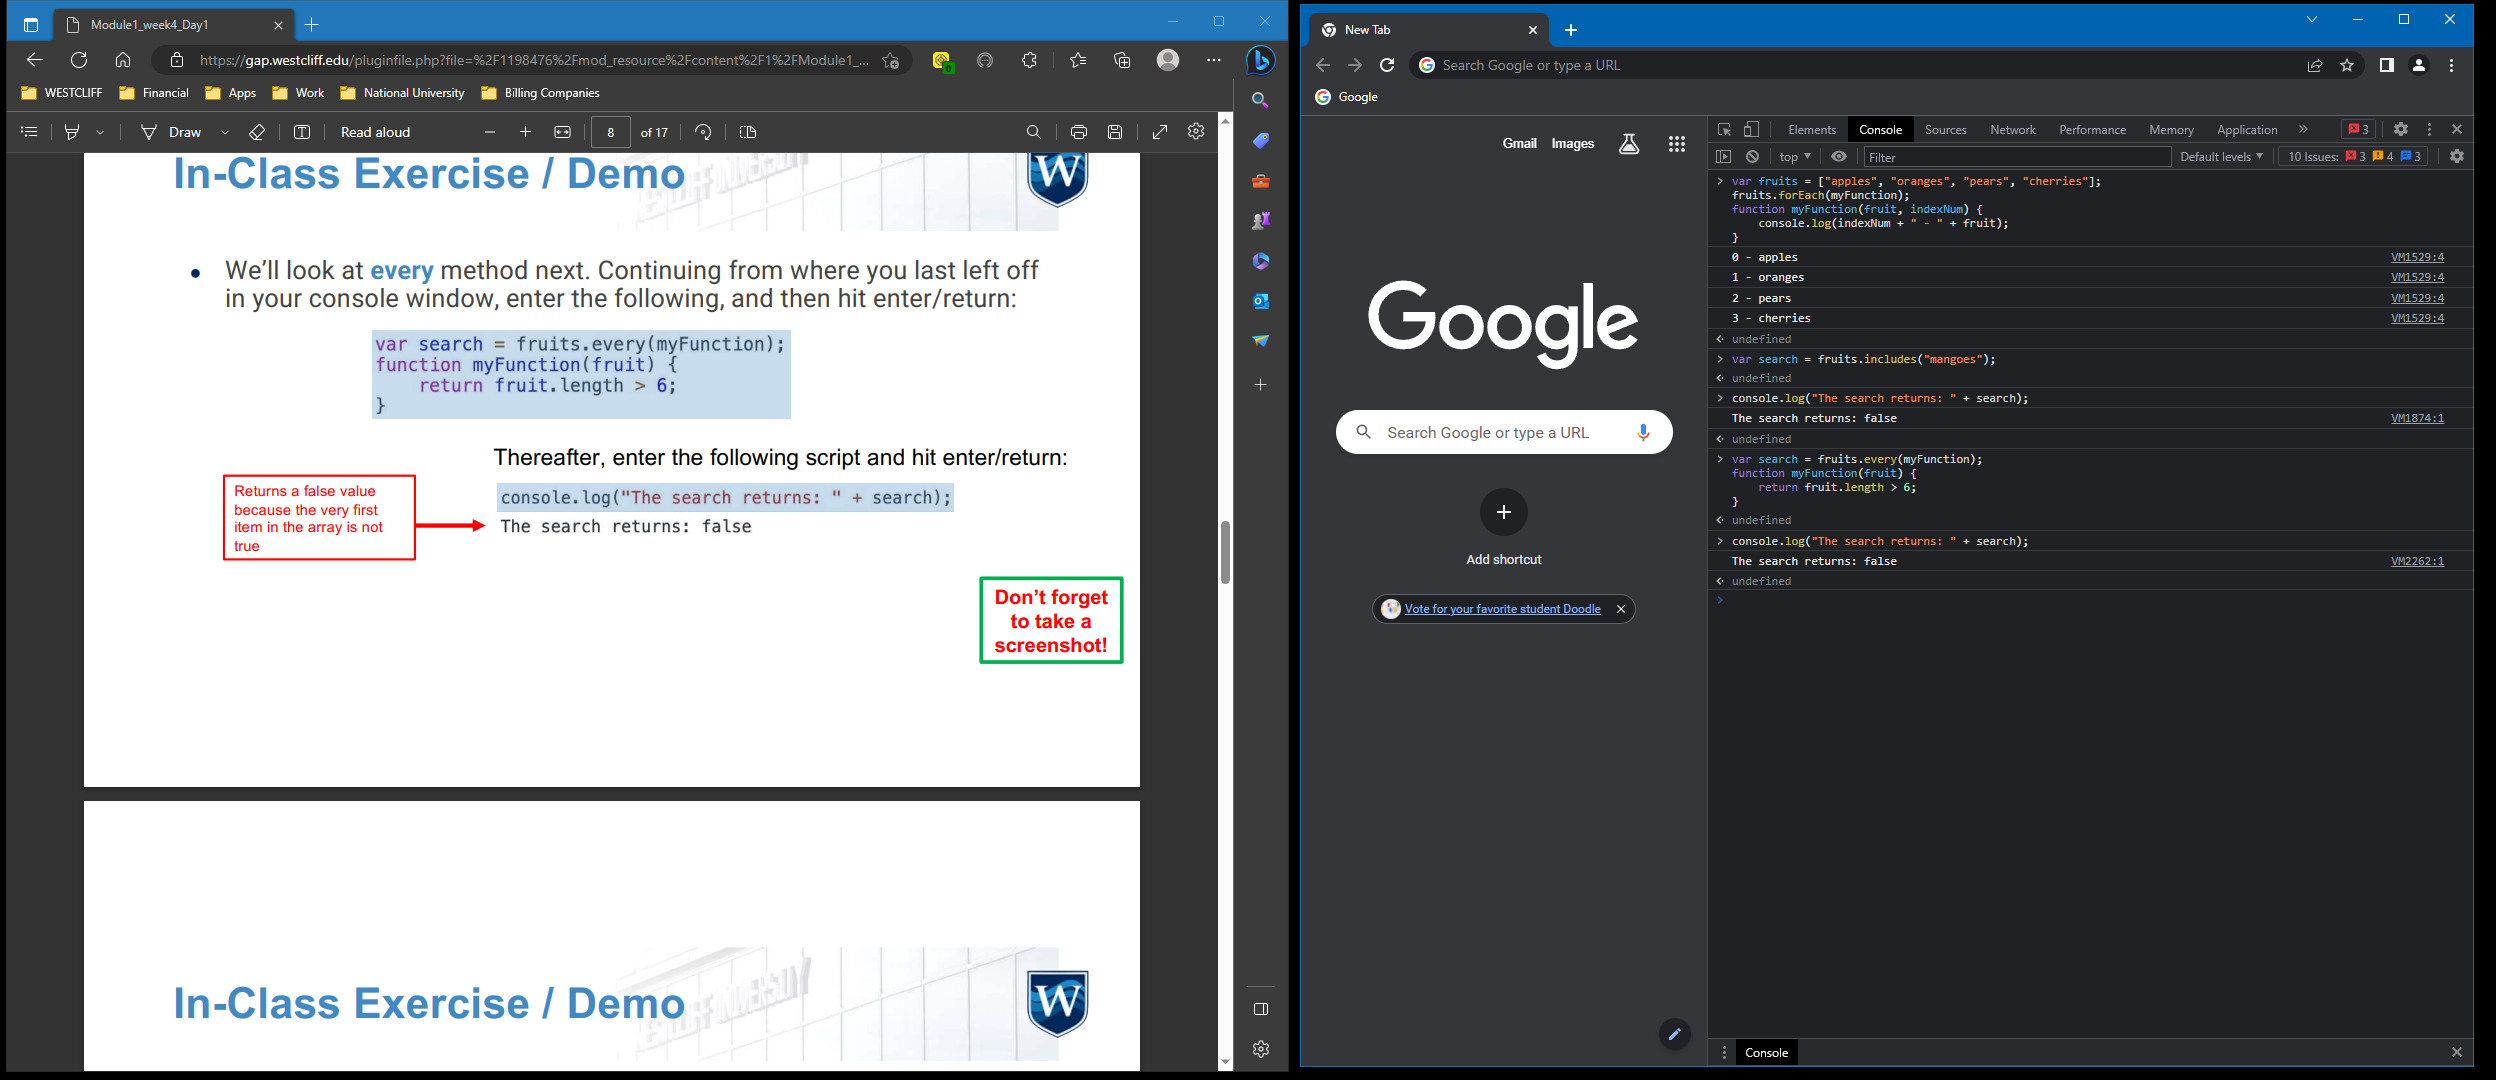 Module1_week4_Day1
https://gap.westcliff.edu/pluginfile.php?file=%2F1198476%2Fmod_resource%2Fcontent%2F1%2FModule1_...
WESTCLIFF
Financial
Apps
Work
National University
Billing Companies
Draw
Read aloud
8
of 17
In-Class Exercise / Demo
W
• We'll look at every method next. Continuing from where you last left off
in your console window, enter the following, and then hit enter/return:
var search = fruits.every(myFunction);
function myFunction(fruit) {
return fruit.length > 6;
}
Thereafter, enter the following script and hit enter/return:
console.log("The search returns: " + search);
The search returns: false
Returns a false value
because the very first
item in the array is not
true
Don't forget
to take a
screenshot!
In-Class Exercise / Demo
W
New Tab
Search Google or type a URL
Google
Gmail
Images
Google
Search Google or type a URL
Add shortcut
Vote for your favorite student Doodle
Elements
Console
Sources
Network
Performance
Memory
Application
3
top
Filter
Default levels
10 Issues: 3 4 3
var fruits = ["apples", "oranges", "pears", "cherries"];
fruits.forEach(myFunction);
function myFunction(fruit, indexNum) {
console.log(indexNum + " - " + fruit);
}
0 - apples VM1529:4
1 - oranges VM1529:4
2 - pears VM1529:4
3 - cherries VM1529:4
undefined
var search = fruits.includes("mangoes");
undefined
console.log("The search returns: " + search);
The search returns: false VM1874:1
undefined
var search = fruits.every(myFunction);
function myFunction(fruit) {
return fruit.length > 6;
}
undefined
console.log("The search returns: " + search);
The search returns: false VM2262:1
undefined
Console